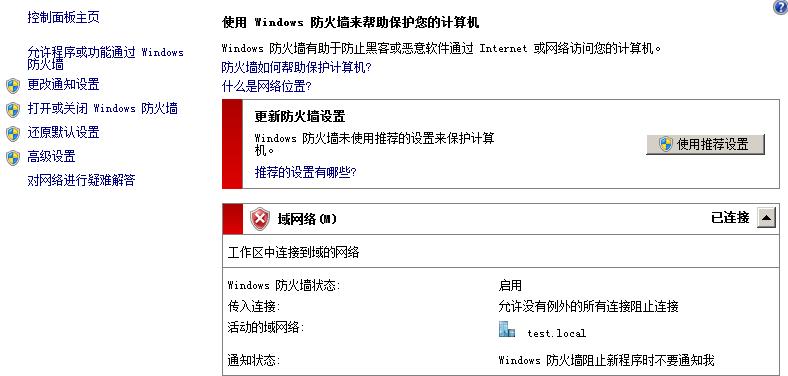 控制面板主页
允许程序或功能通过 Windows
防火墙
更改通知设置
打开或关闭 Windows 防火墙
还原默认设置
高级设置
对网络进行疑难解答
使用 Windows 防火墙来帮助保护您的计算机
Windows 防火墙有助于防止黑客或恶意软件通过 Internet 或网络访问您的计算机。
防火墙如何帮助保护计算机?
什么是网络位置?
更新防火墙设置
Windows 防火墙未使用推荐的设置来保护计算
机。
使用推荐设置
推荐的设置有哪些?
域网络(M) 已连接
工作区中连接到域的网络
Windows 防火墙状态: 启用
传入连接: 允许没有例外的所有连接阻止连接
活动的域网络: test.local
通知状态: Windows 防火墙阻止新程序时不要通知我